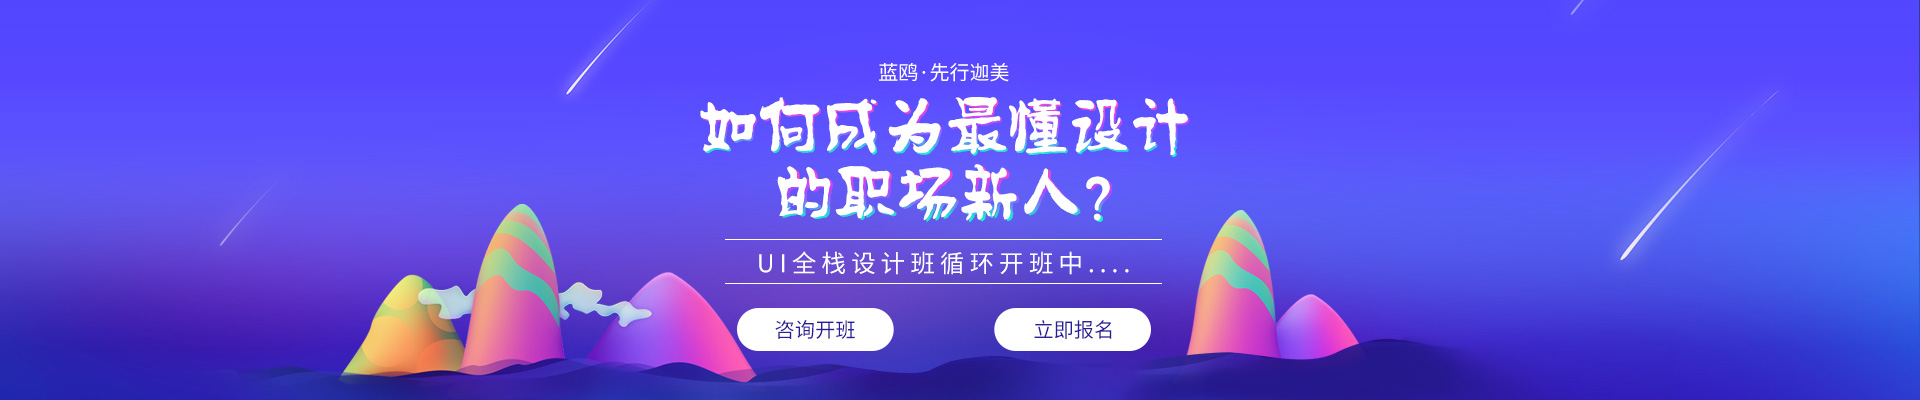 蓝鸥·先行迦美
如何成为最懂设计
的职场新人?
UI全栈设计班循环开班中....
咨询开班
立即报名